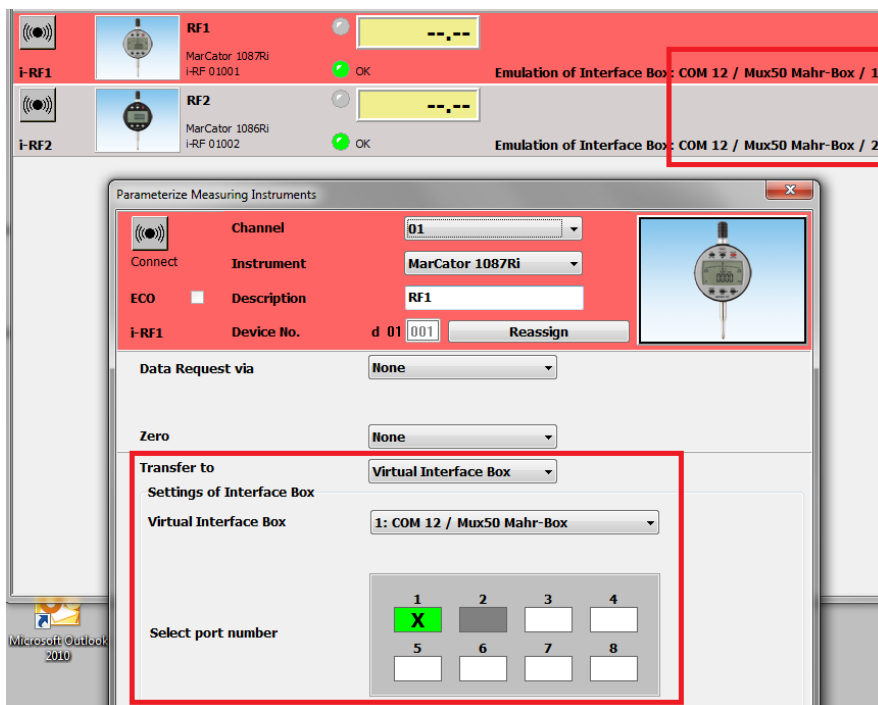 ((●)) RF1 --.--
MarCator 1087Ri
i-RF1 i-RF 01001 OK Emulation of Interface Box: COM 12 / Mux50 Mahr-Box / 1
((●)) RF2 --.--
MarCator 1086Ri
i-RF2 i-RF 01002 OK Emulation of Interface Box: COM 12 / Mux50 Mahr-Box / 2
Parameterize Measuring Instruments x
((●)) Channel 01
Connect Instrument MarCator 1087Ri
ECO Description RF1
i-RF1 Device No. d 01 001 Reassign
Data Request via None
Zero None
Transfer to Virtual Interface Box
Settings of Interface Box
Virtual Interface Box 1: COM 12 / Mux50 Mahr-Box
1 2 3 4
X
Select port number
5 6 7 8
Microsoft Outlook
2010